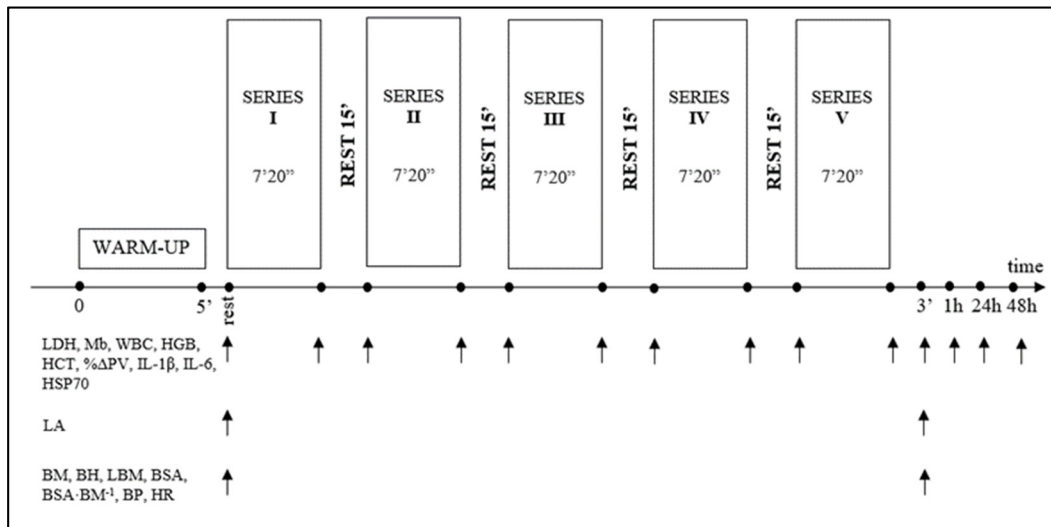 SERIES
I
7’20”
REST 15’
SERIES
II
7’20”
REST 15’
SERIES
III
7’20”
REST 15’
SERIES
IV
7’20”
REST 15’
SERIES
V
7’20”
WARM-UP
time
0
5’
rest
3’
1h
24h
48h
LDH, Mb, WBC, HGB,
HCT, %ΔPV, IL-1β, IL-6,
HSP70
LA
BM, BH, LBM, BSA,
BSA·BM⁻¹, BP, HR